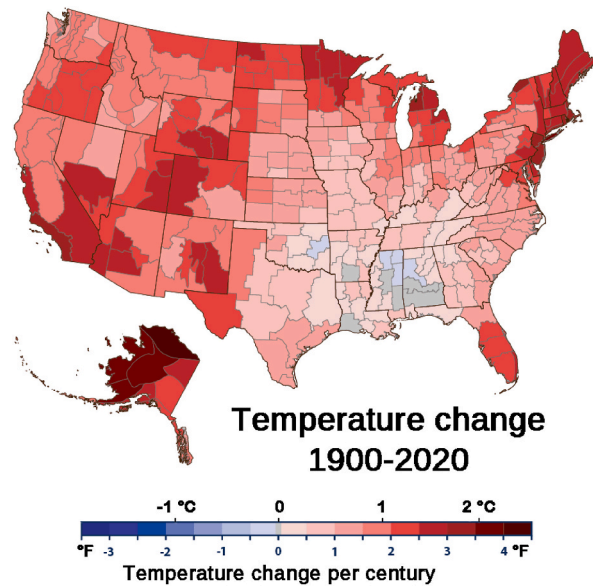 Temperature change
1900-2020
-1 °C 0 1 2 °C
°F -3 -2 -1 0 1 2 3 4 °F
Temperature change per century